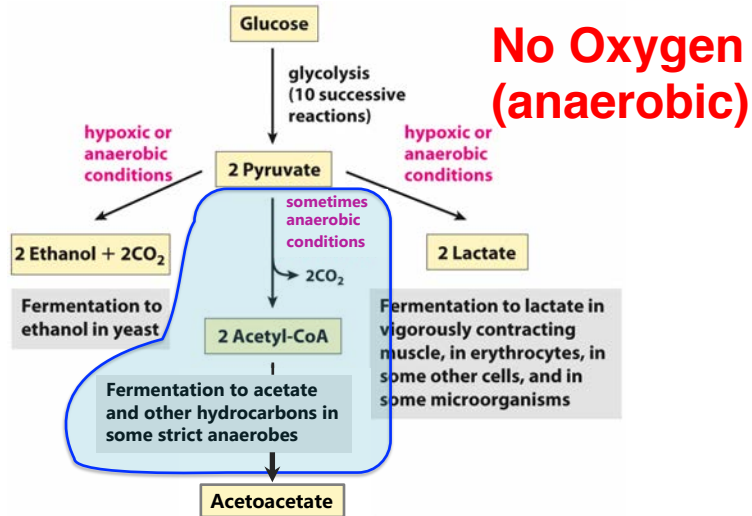 Glucose
No Oxygen
(anaerobic)
glycolysis
(10 successive
reactions)
hypoxic or
anaerobic
conditions
hypoxic or
anaerobic
conditions
2 Pyruvate
sometimes
anaerobic
conditions
2 Ethanol + 2CO₂
2CO₂
2 Lactate
Fermentation to
ethanol in yeast
2 Acetyl-CoA
Fermentation to lactate in
vigorously contracting
muscle, in erythrocytes, in
some other cells, and in
some microorganisms
Fermentation to acetate
and other hydrocarbons in
some strict anaerobes
Acetoacetate